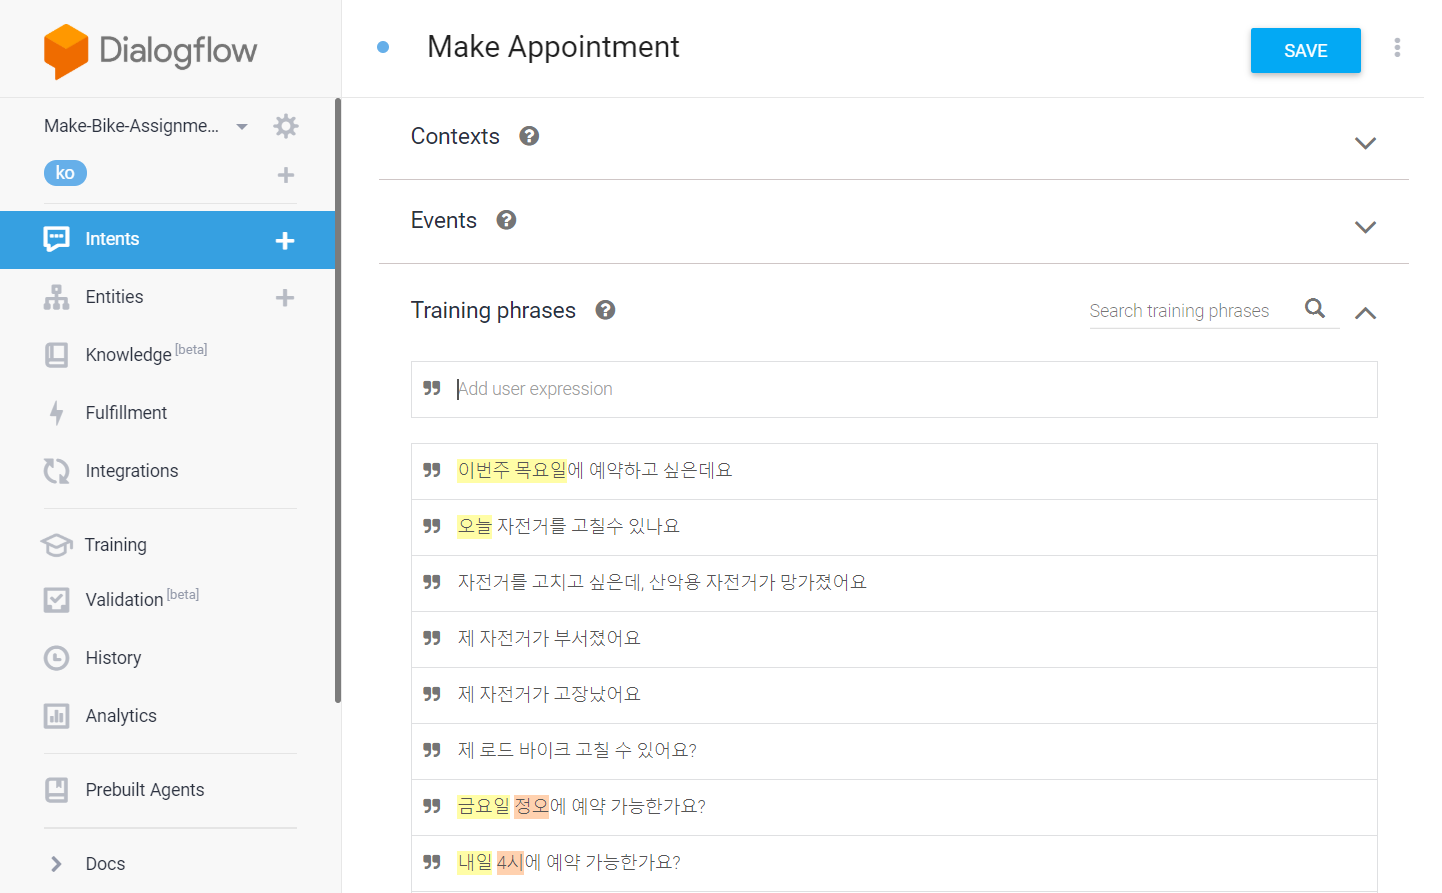 Dialogflow
Make-Bike-Assignme...
ko
Intents
Entities
Knowledge [beta]
Fulfillment
Integrations
Training
Validation [beta]
History
Analytics
Prebuilt Agents
Docs
Make Appointment
SAVE
Contexts
Events
Training phrases
Search training phrases
Add user expression
이번주 목요일에 예약하고 싶은데요
오늘 자전거를 고칠수 있나요
자전거를 고치고 싶은데, 산악용 자전거가 망가졌어요
제 자전거가 부서졌어요
제 자전거가 고장났어요
제 로드 바이크 고칠 수 있어요?
금요일 정오에 예약 가능한가요?
내일 4시에 예약 가능한가요?